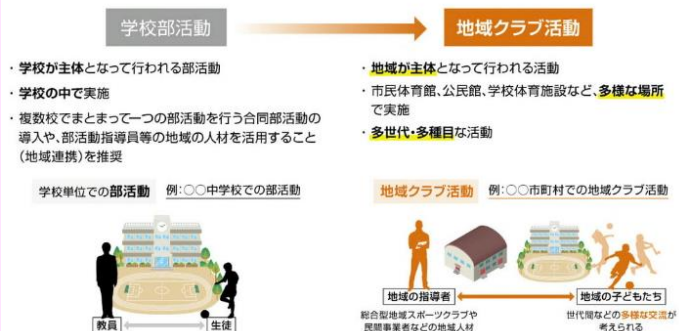 学校部活動
地域クラブ活動
・学校が主体となって行われる部活動
・学校の中で実施
・複数校でまとまって一つの部活動を行う合同部活動の
導入や、部活動指導員等の地域の人材を活用すること
(地域連携)を推奨
・地域が主体となって行われる活動
・市民体育館、公民館、学校体育施設など、多様な場所
で実施
・多世代・多種目な活動
学校単位での部活動
例:○○中学校での部活動
教員
生徒
地域クラブ活動
例:○○市町村での地域クラブ活動
地域の指導者
地域の子どもたち
総合型地域スポーツクラブや
民間事業者などの地域人材
世代間などの多様な交流が
考えられる